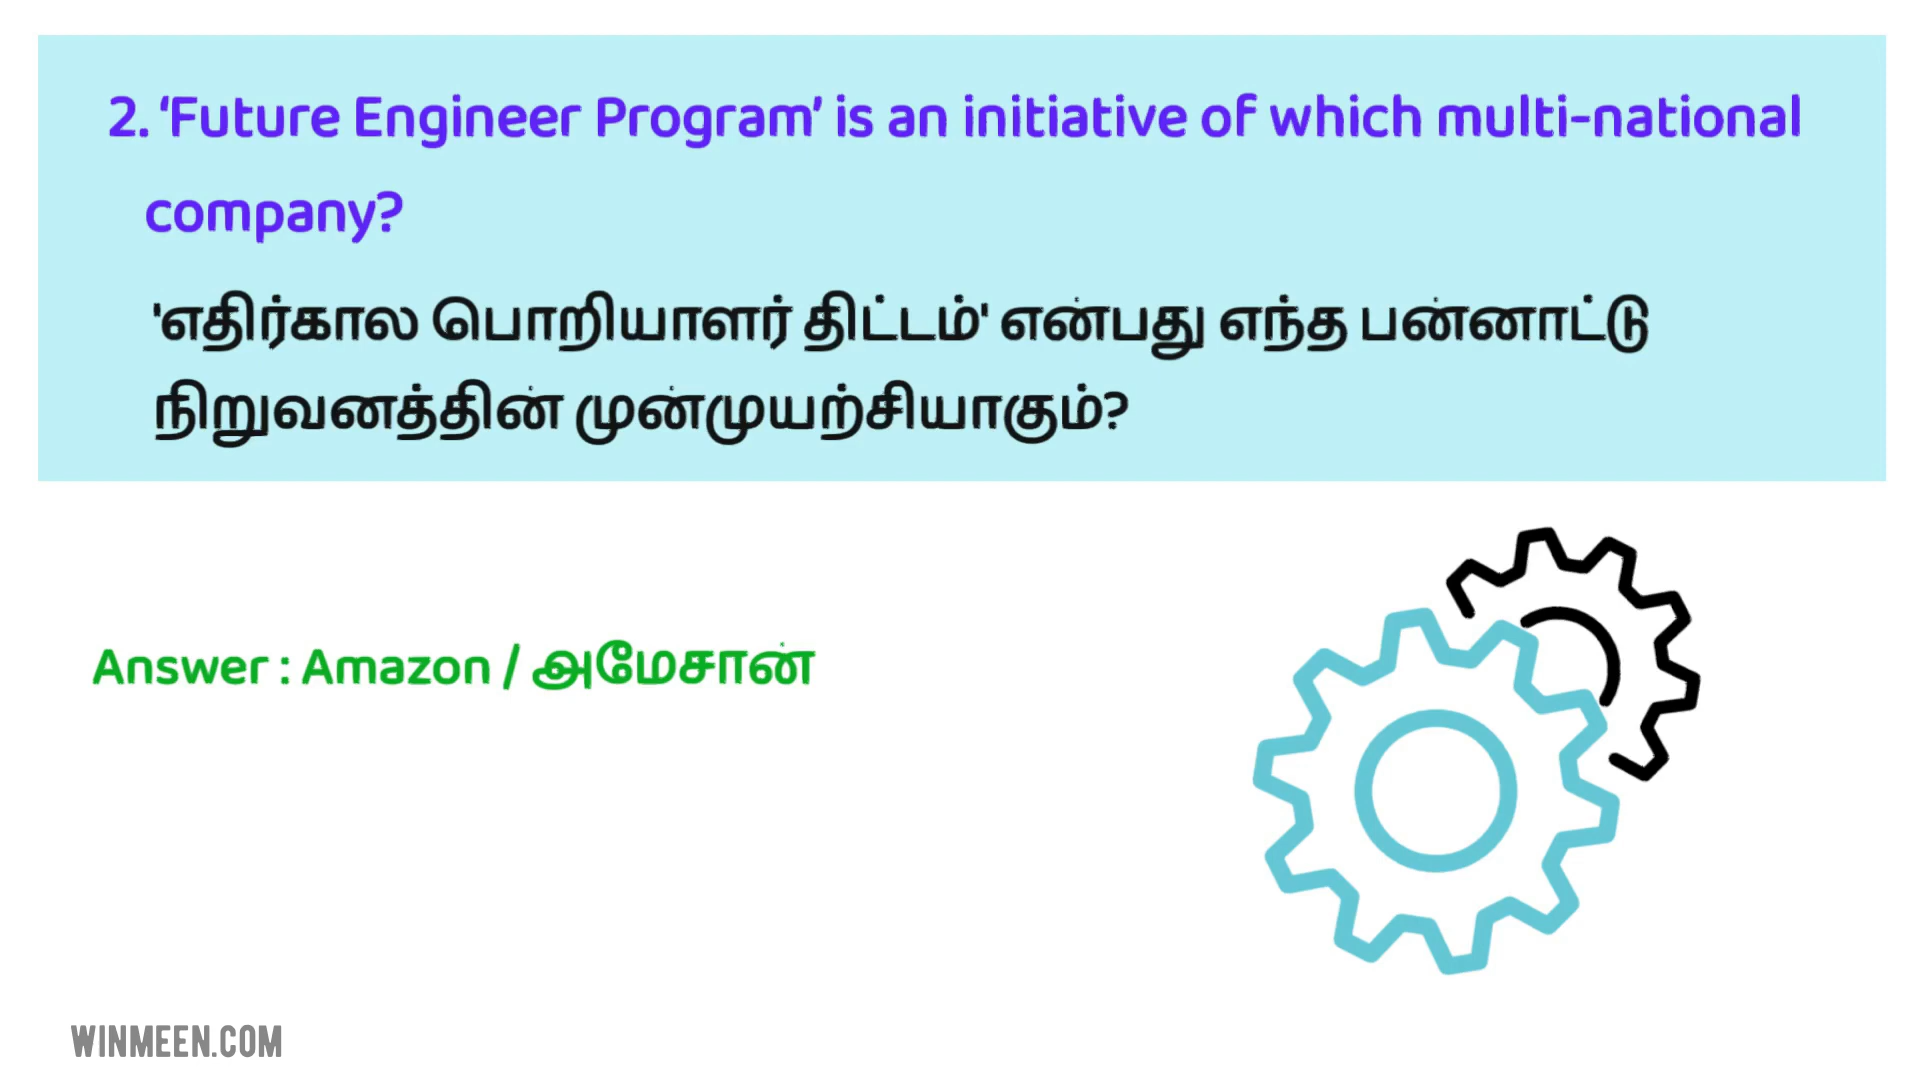 2. ‘Future Engineer Program’ is an initiative of which multi-national
company?
'எதிர்கால பொறியாளர் திட்டம்' என்பது எந்த பன்னாட்டு
நிறுவனத்தின் முன்முயற்சியாகும்?
Answer : Amazon / அமேசான்
WINMEEN.COM